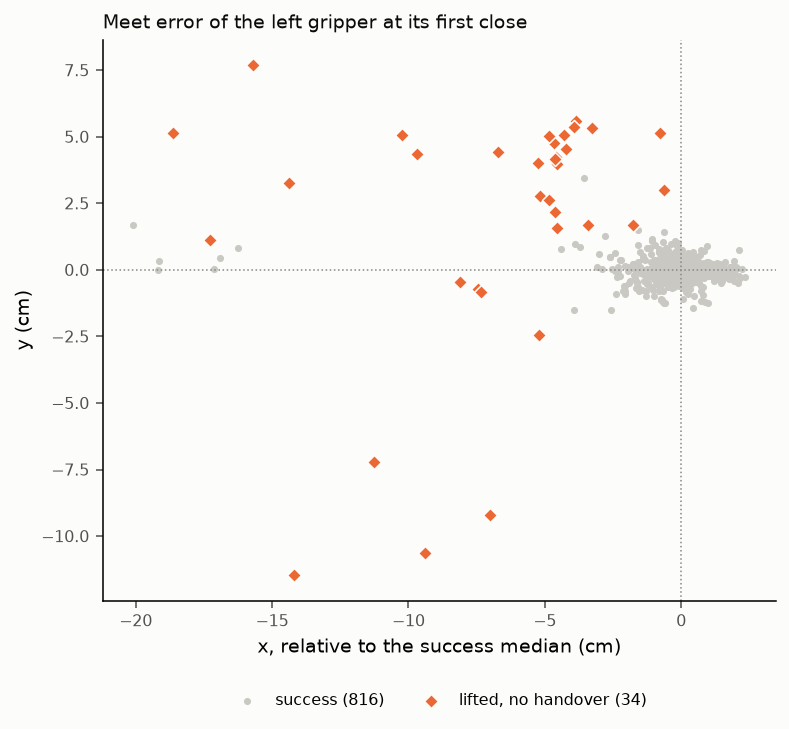 Meet error of the left gripper at its first close
7.5
5.0
2.5
0.0
−2.5
−5.0
−7.5
−10.0
y (cm)
−20
−15
−10
−5
0
x, relative to the success median (cm)
success (816)
lifted, no handover (34)